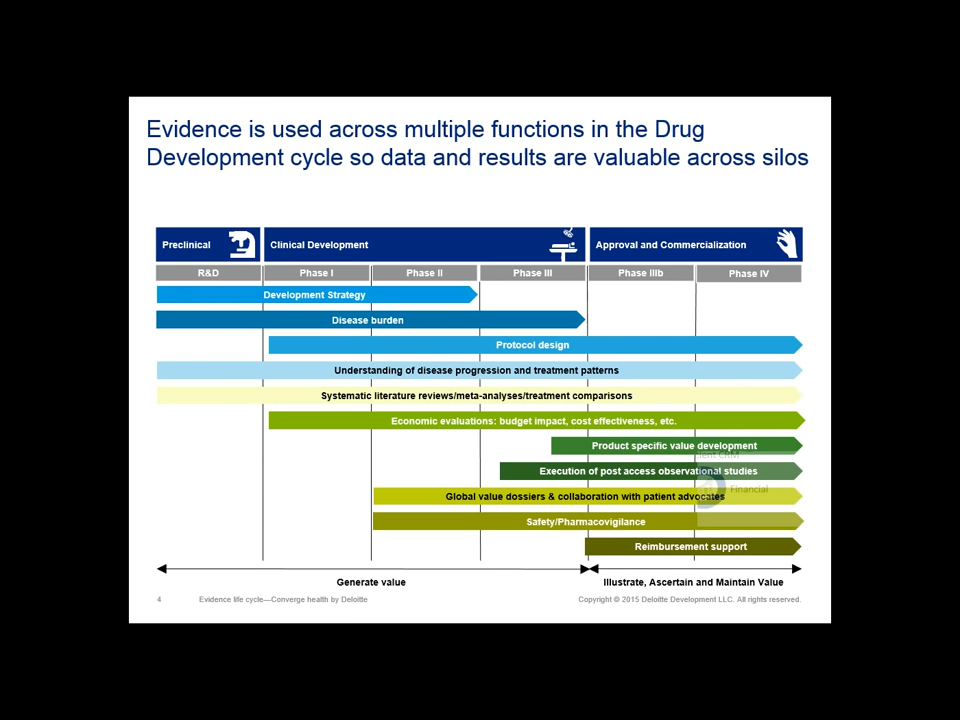 Evidence is used across multiple functions in the Drug
Development cycle so data and results are valuable across silos
Preclinical
Clinical Development
Approval and Commercialization
R&D
Phase I
Phase II
Phase III
Phase IIIb
Phase IV
Development Strategy
Disease burden
Protocol design
Understanding of disease progression and treatment patterns
Systematic literature reviews/meta-analyses/treatment comparisons
Economic evaluations: budget impact, cost effectiveness, etc.
Product specific value development
CRM
Execution of post access observational studies
Financial
Global value dossiers & collaboration with patient advocates
Safety/Pharmacovigilance
Reimbursement support
Generate value
Illustrate, Ascertain and Maintain Value
4
Evidence life cycle—Converge health by Deloitte
Copyright © 2015 Deloitte Development LLC. All rights reserved.